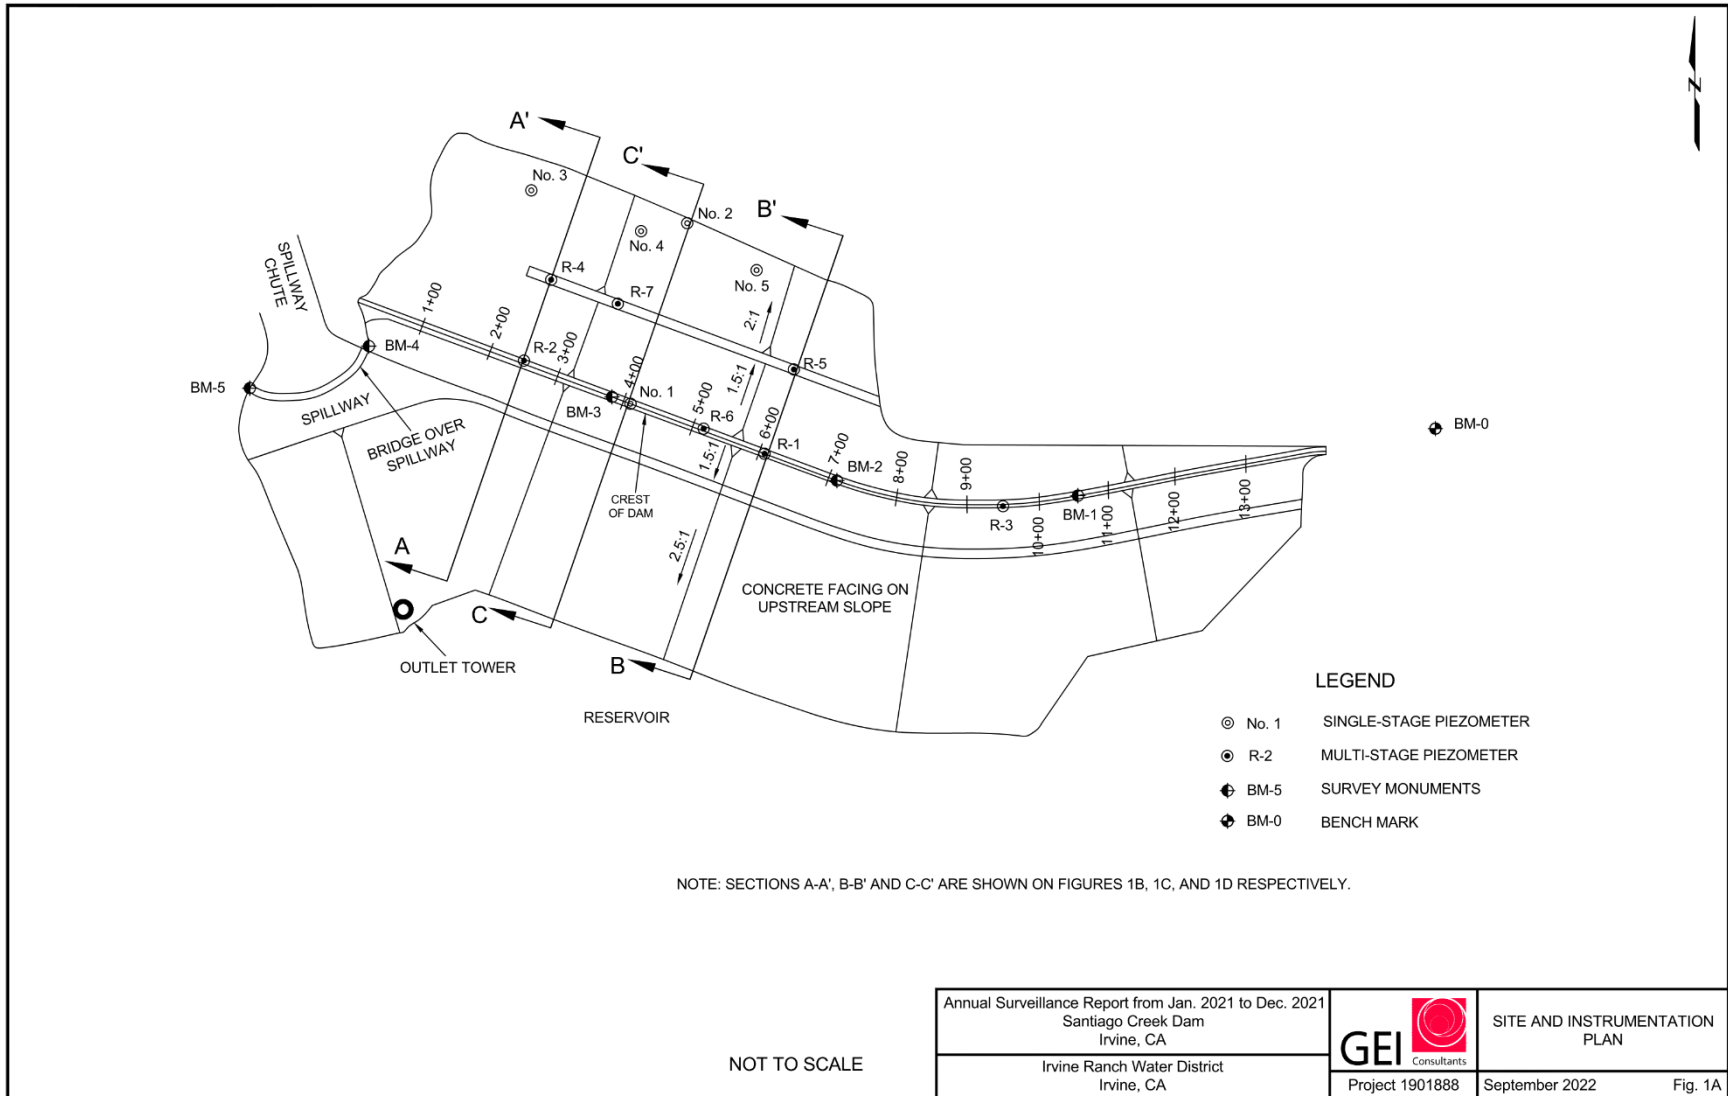 N
A'
C'
B'
No. 3
No. 2
No. 4
No. 5
R-4
R-7
R-5
SPILLWAY
CHUTE
1+00
2+00
3+00
4+00
5+00
6+00
7+00
8+00
9+00
10+00
11+00
12+00
13+00
2:1
1.5:1
1.5:1
2.5:1
BM-4
R-2
BM-5
BM-3
No. 1
R-6
R-1
BM-2
R-3
BM-1
BM-0
SPILLWAY
BRIDGE OVER
SPILLWAY
CREST
OF DAM
A
C
B
OUTLET TOWER
CONCRETE FACING ON
UPSTREAM SLOPE
RESERVOIR
LEGEND
No. 1 SINGLE-STAGE PIEZOMETER
R-2 MULTI-STAGE PIEZOMETER
BM-5 SURVEY MONUMENTS
BM-0 BENCH MARK
NOTE: SECTIONS A-A', B-B' AND C-C' ARE SHOWN ON FIGURES 1B, 1C, AND 1D RESPECTIVELY.
NOT TO SCALE
Annual Surveillance Report from Jan. 2021 to Dec. 2021
Santiago Creek Dam
Irvine, CA
Irvine Ranch Water District
Irvine, CA
GEI
Consultants
Project 1901888
SITE AND INSTRUMENTATION
PLAN
September 2022 Fig. 1A